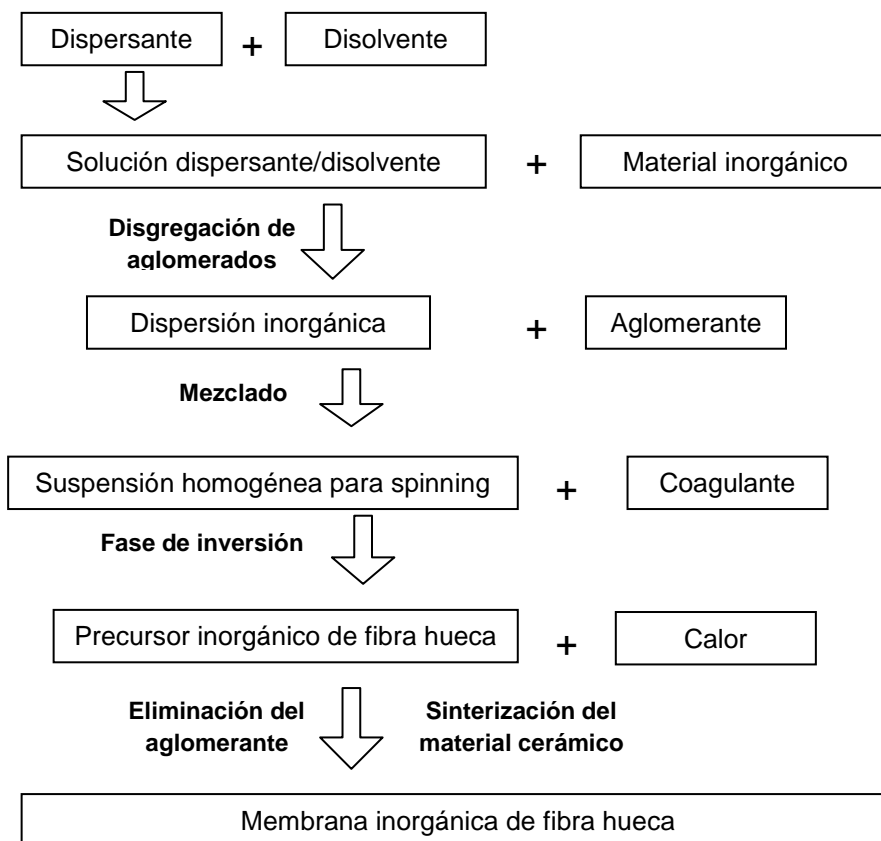 Dispersante + Disolvente
Solución dispersante/disolvente + Material inorgánico
Disgregación de
aglomerados
Dispersión inorgánica + Aglomerante
Mezclado
Suspensión homogénea para spinning + Coagulante
Fase de inversión
Precursor inorgánico de fibra hueca + Calor
Eliminación del
aglomerante
Sinterización del
material cerámico
Membrana inorgánica de fibra hueca